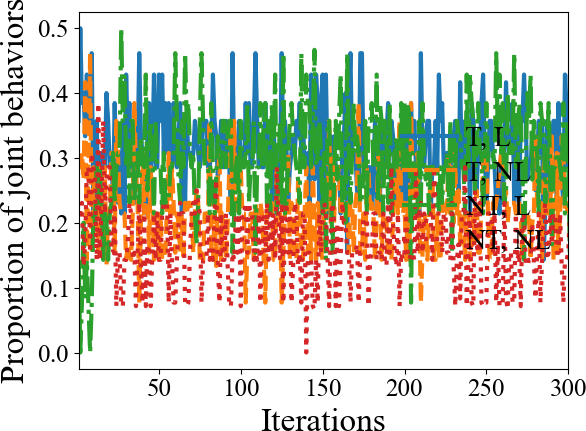 Proportion of joint behaviors
0.5
0.4
0.3
0.2
0.1
0.0
T, L
T, NL
NT, L
NT, NL
50
100
150
200
250
300
Iterations